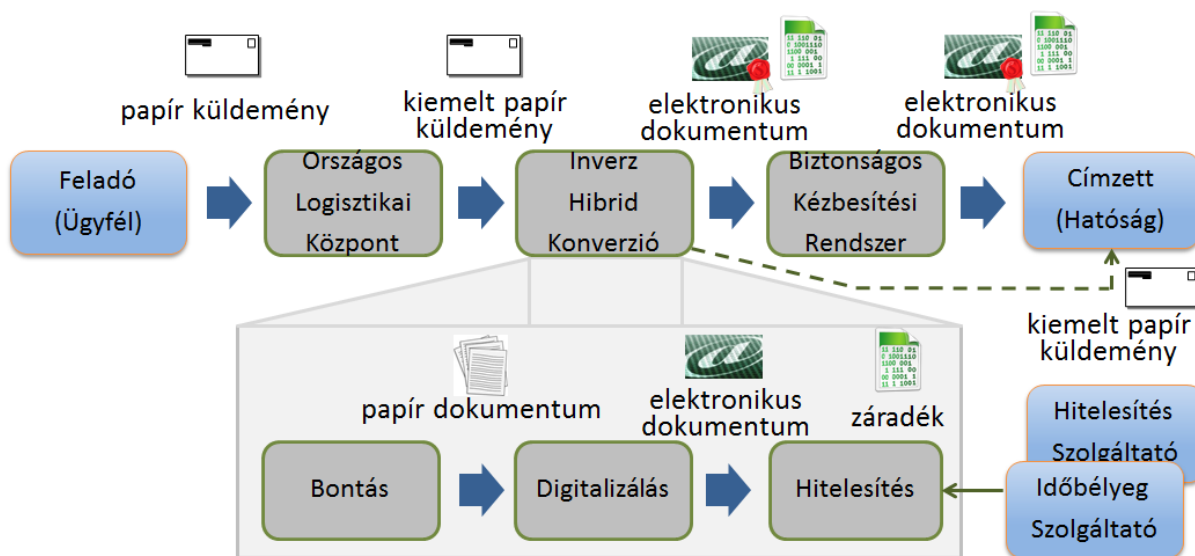 papír küldemény
kiemelt papír
küldemény
elektronikus
dokumentum
elektronikus
dokumentum
Feladó
(Ügyfél)
Országos
Logisztikai
Központ
Inverz
Hibrid
Konverzió
Biztonságos
Kézbesítési
Rendszer
Címzett
(Hatóság)
kiemelt papír
küldemény
papír dokumentum
elektronikus
dokumentum
záradék
Bontás
Digitalizálás
Hitelesítés
Hitelesítés
Szolgáltató
Időbélyeg
Szolgáltató